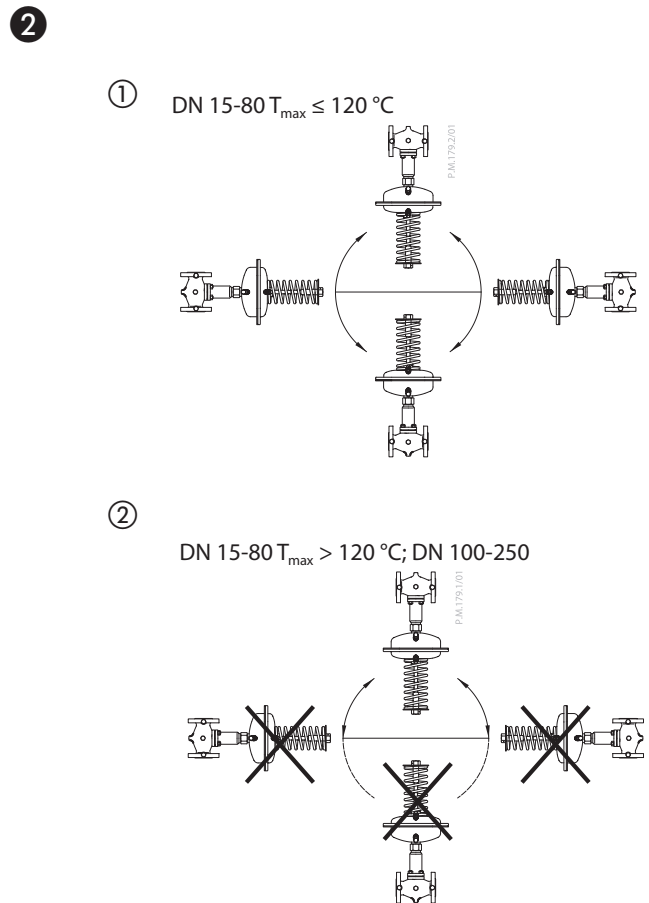 2
①
DN 15-80 Tmax ≤ 120 °C
P.M.179.2/01
②
DN 15-80 Tmax > 120 °C; DN 100-250
P.M.179.1/01